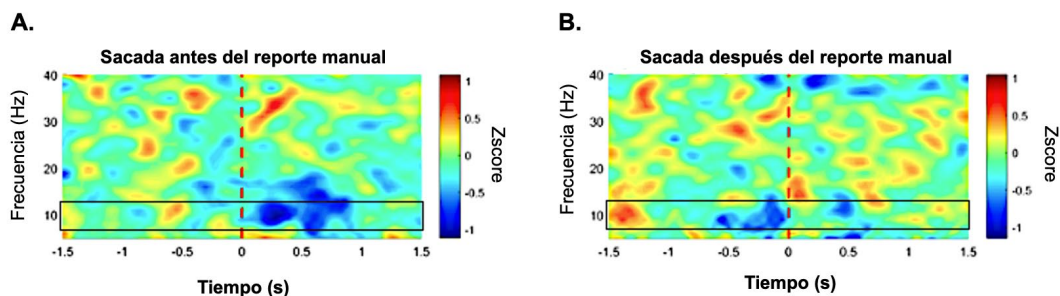 A.
Sacada antes del reporte manual
Frecuencia (Hz)
40
30
20
10
-1.5 -1 -0.5 0 0.5 1 1.5
Tiempo (s)
1
0.5
0
-0.5
-1
Zscore
B.
Sacada después del reporte manual
Frecuencia (Hz)
40
30
20
10
-1.5 -1 -0.5 0 0.5 1 1.5
Tiempo (s)
1
0.5
0
-0.5
-1
Zscore